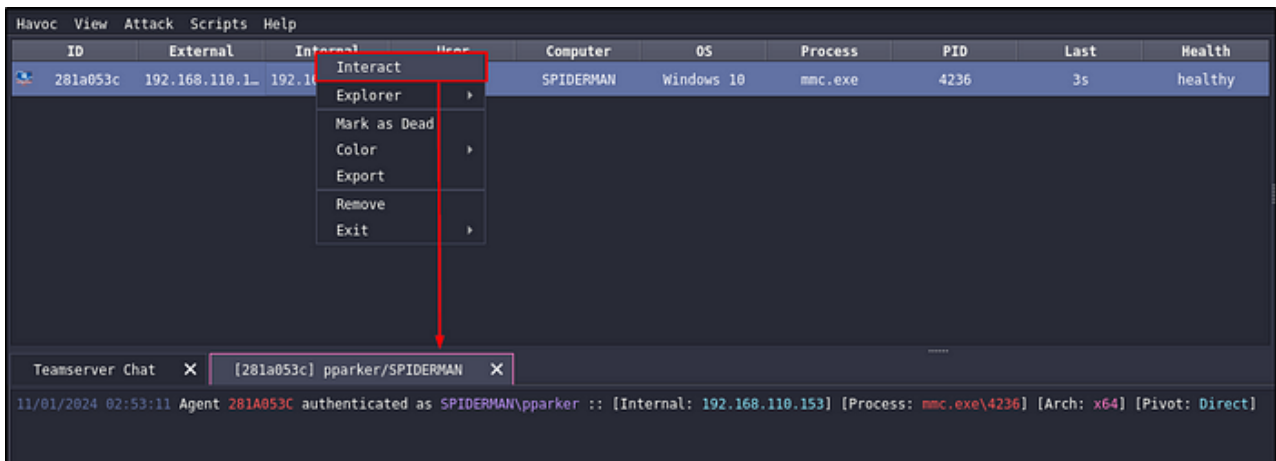 Havoc View Attack Scripts Help
ID External Internal User Computer OS Process PID Last Health
281a053c 192.168.110.1… 192.16 SPIDERMAN Windows 10 mmc.exe 4236 3s healthy
Interact
Explorer
Mark as Dead
Color
Export
Remove
Exit
Teamserver Chat X [281a053c] pparker/SPIDERMAN X
11/01/2024 02:53:11 Agent 281A053C authenticated as SPIDERMAN\pparker :: [Internal: 192.168.110.153] [Process: mmc.exe\4236] [Arch: x64] [Pivot: Direct]